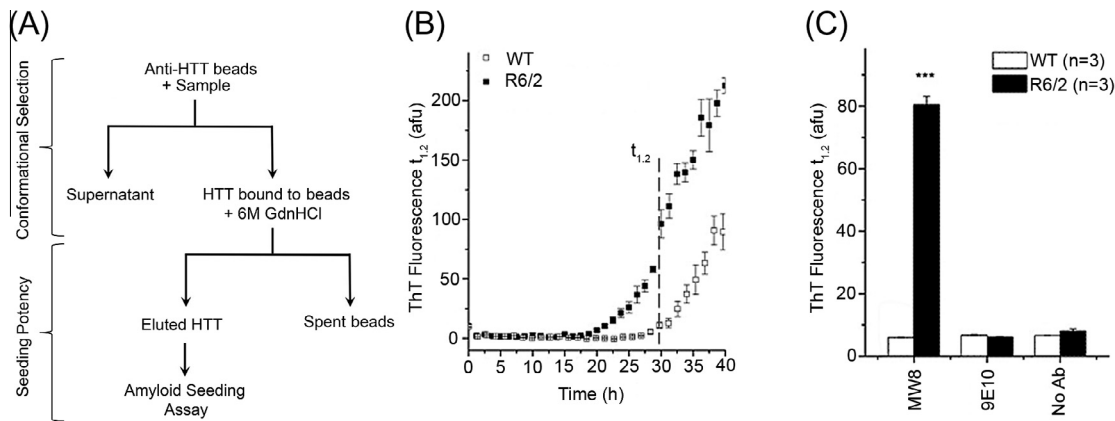 (A)
Conformational Selection
Seeding Potency
Anti-HTT beads
+ Sample
Supernatant
HTT bound to beads
+ 6M GdnHCl
Eluted HTT
Spent beads
Amyloid Seeding
Assay
(B)
WT
R6/2
t1.2
ThT Fluorescence t1.2 (afu)
200
150
100
50
0
0 5 10 15 20 25 30 35 40
Time (h)
(C)
WT (n=3)
R6/2 (n=3)
***
ThT Fluorescence t1.2 (afu)
80
60
40
20
0
MW8
9E10
No Ab